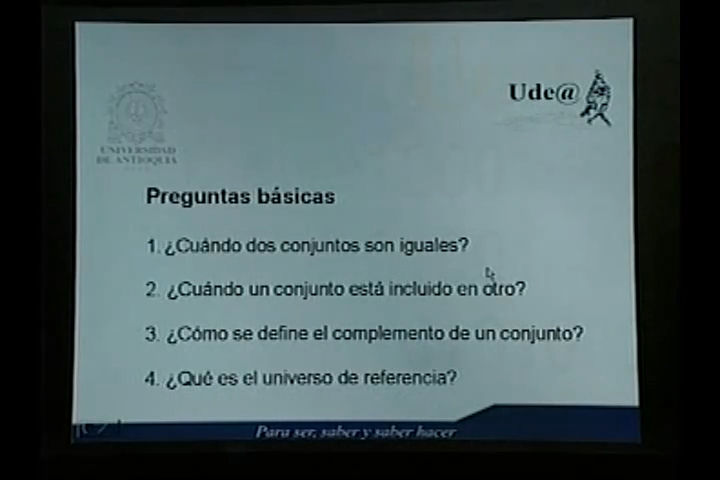 Ude@
UNIVERSIDAD
DE ANTIOQUIA
Preguntas básicas
1. ¿Cuándo dos conjuntos son iguales?
2. ¿Cuándo un conjunto está incluido en otro?
3. ¿Cómo se define el complemento de un conjunto?
4. ¿Qué es el universo de referencia?
Para ser, saber y saber hacer